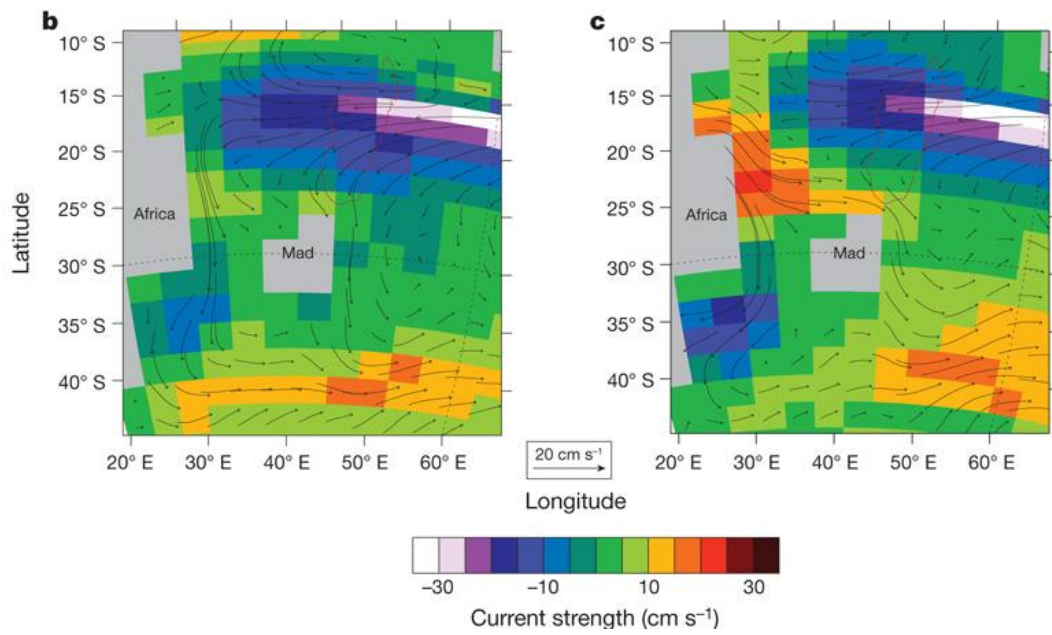 b
c
10° S
15° S
20° S
25° S
30° S
35° S
40° S
Latitude
Africa
Mad
20° E
30° E
40° E
50° E
60° E
10° S
15° S
20° S
25° S
30° S
35° S
40° S
Africa
Mad
20° E
30° E
40° E
50° E
60° E
20 cm s⁻¹
Longitude
–30
–10
10
30
Current strength (cm s⁻¹)